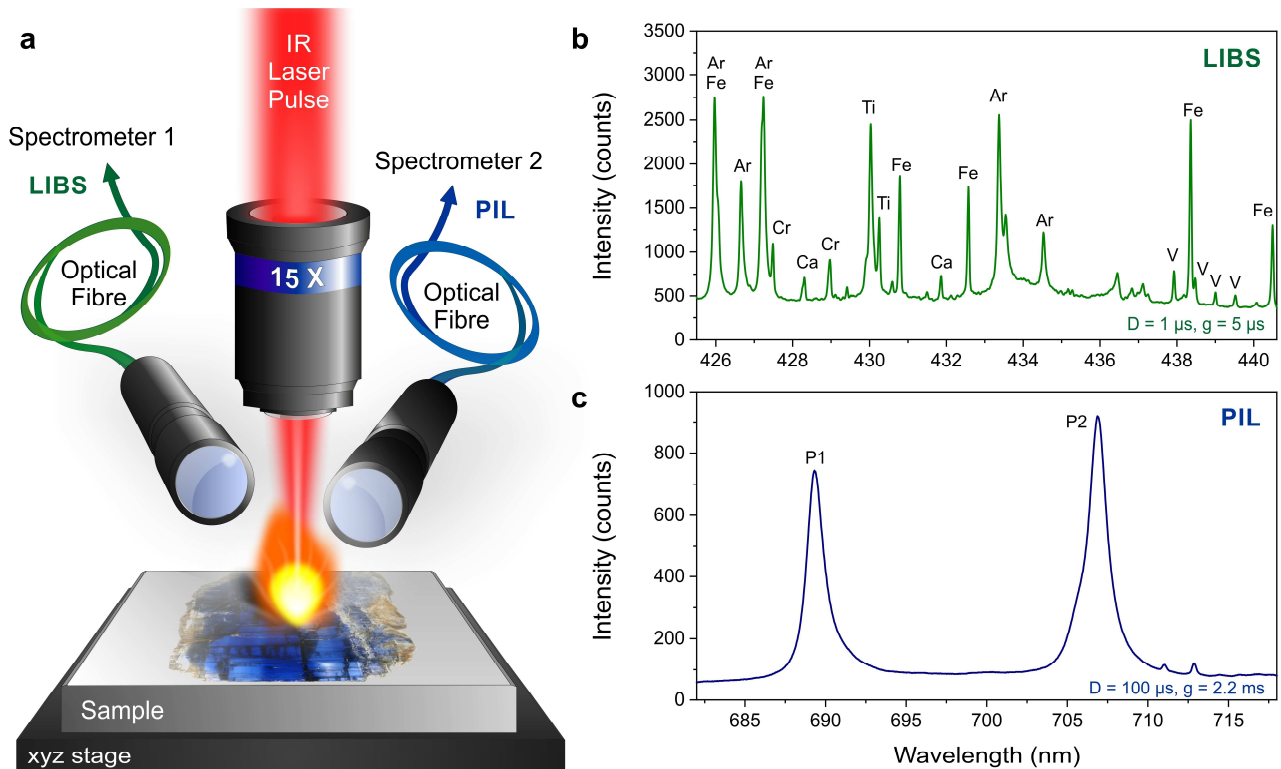 a
IR
Laser
Pulse
Spectrometer 1
LIBS
Optical
Fibre
Spectrometer 2
PIL
Optical
Fibre
15 X
Sample
xyz stage
b
LIBS
Intensity (counts)
3500
3000
2500
2000
1500
1000
500
0
Ar
Fe
Ar
Ar
Fe
Cr
Ca
Cr
Ti
Ti
Fe
Ca
Fe
Ar
Ar
V
Fe
V
V
V
Fe
D = 1 µs, g = 5 µs
426 428 430 432 434 436 438 440
c
PIL
Intensity (counts)
1000
800
600
400
200
0
P1
P2
D = 100 µs, g = 2.2 ms
685 690 695 700 705 710 715
Wavelength (nm)